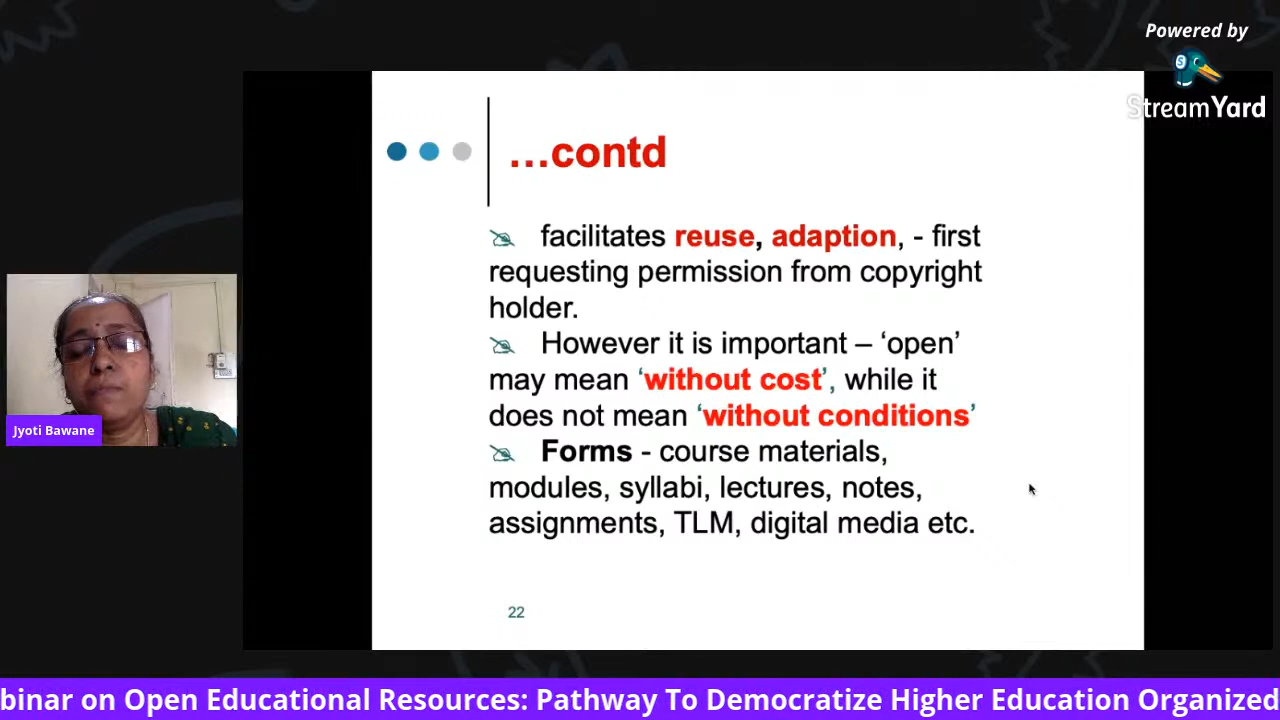 Powered by
StreamYard
...contd
facilitates reuse, adaption, - first
requesting permission from copyright
holder.
However it is important – ‘open’
may mean ‘without cost’, while it
does not mean ‘without conditions’
Forms - course materials,
modules, syllabi, lectures, notes,
assignments, TLM, digital media etc.
22
Jyoti Bawane
binar on Open Educational Resources: Pathway To Democratize Higher Education Organized